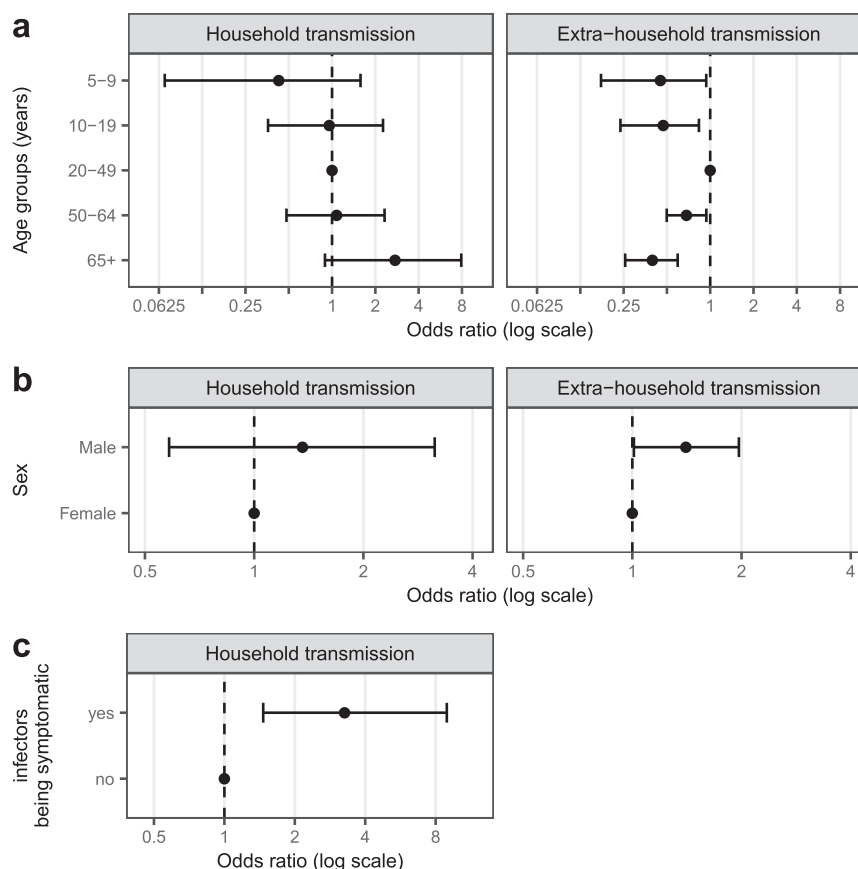 a
Household transmission
Extra−household transmission
Age groups (years)
5−9
10−19
20−49
50−64
65+
0.0625 0.25 1 2 4 8
0.0625 0.25 1 2 4 8
Odds ratio (log scale)
b
Household transmission
Extra−household transmission
Sex
Male
Female
0.5 1 2 4
0.5 1 2 4
Odds ratio (log scale)
c
Household transmission
infectors
being symptomatic
yes
no
0.5 1 2 4 8
Odds ratio (log scale)